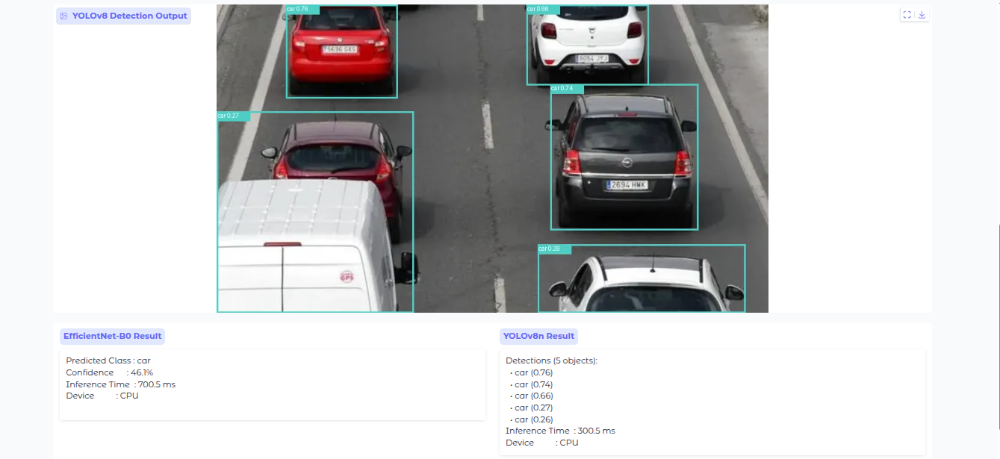 YOLOv8 Detection Output
car 0.76
car 0.66
5696 GXS
8054 JYJ
car 0.74
car 0.27
2694 HMK
car 0.26
GPS
EfficientNet-B0 Result
YOLOv8n Result
Predicted Class : car
Confidence : 46.1%
Inference Time : 700.5 ms
Device : CPU
Detections (5 objects):
• car (0.76)
• car (0.74)
• car (0.66)
• car (0.27)
• car (0.26)
Inference Time : 300.5 ms
Device : CPU